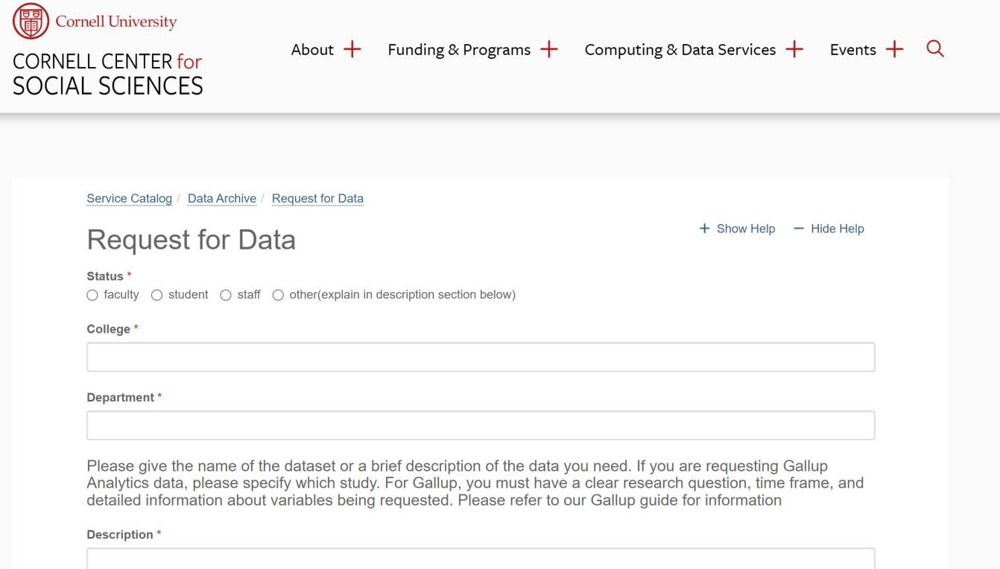 Cornell University
CORNELL CENTER for
SOCIAL SCIENCES
About + Funding & Programs + Computing & Data Services + Events +
Service Catalog / Data Archive / Request for Data
+ Show Help − Hide Help
Request for Data
Status *
faculty student staff other(explain in description section below)
College *
Department *
Please give the name of the dataset or a brief description of the data you need. If you are requesting Gallup
Analytics data, please specify which study. For Gallup, you must have a clear research question, time frame, and
detailed information about variables being requested. Please refer to our Gallup guide for information
Description *